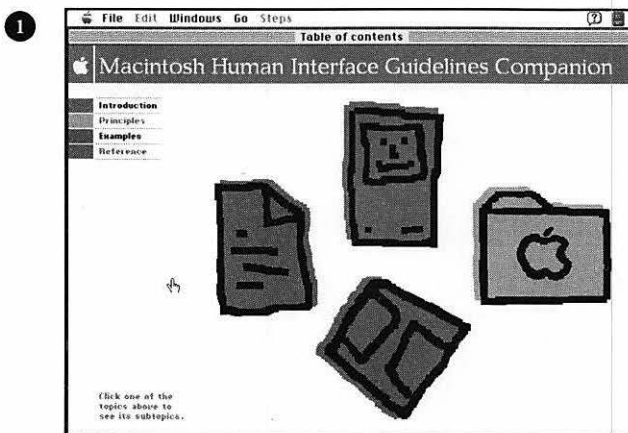 1
File Edit Windows Go Steps
Table of contents
Macintosh Human Interface Guidelines Companion
Introduction
Principles
Examples
Reference
Click one of the
topics above to
see its subtopics.